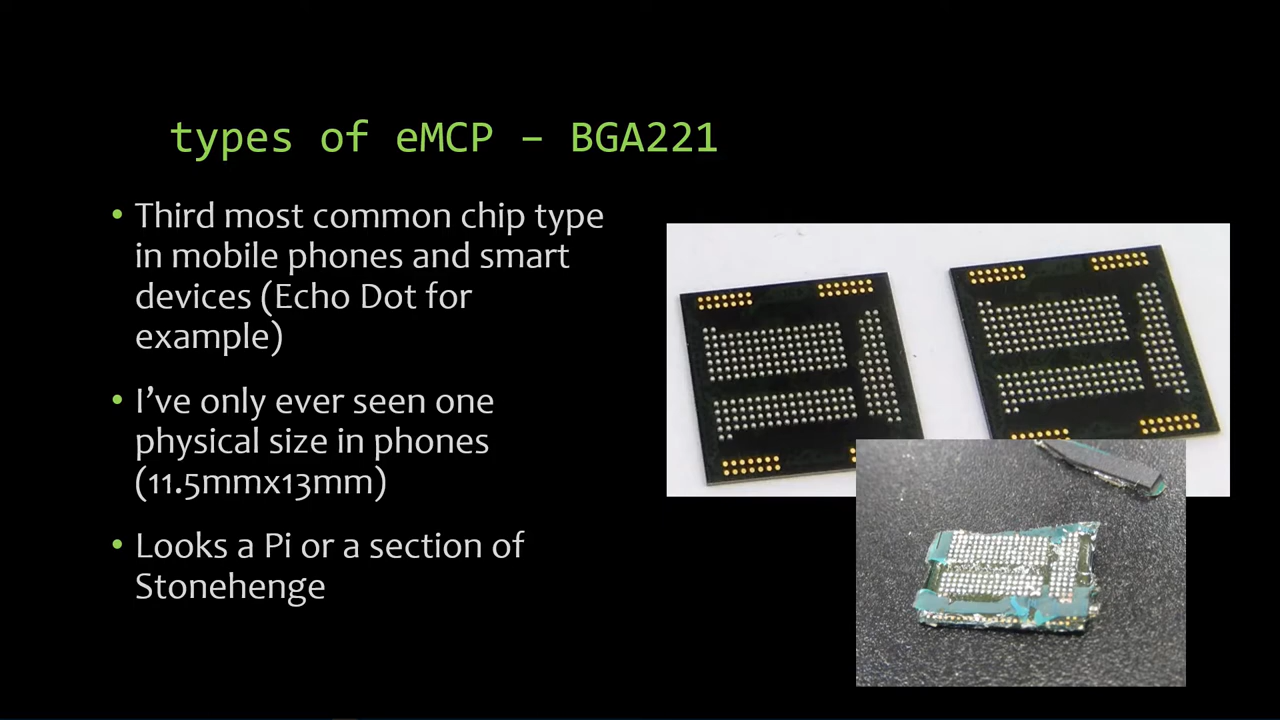 types of eMCP – BGA221
• Third most common chip type
in mobile phones and smart
devices (Echo Dot for
example)
• I’ve only ever seen one
physical size in phones
(11.5mmx13mm)
• Looks a Pi or a section of
Stonehenge